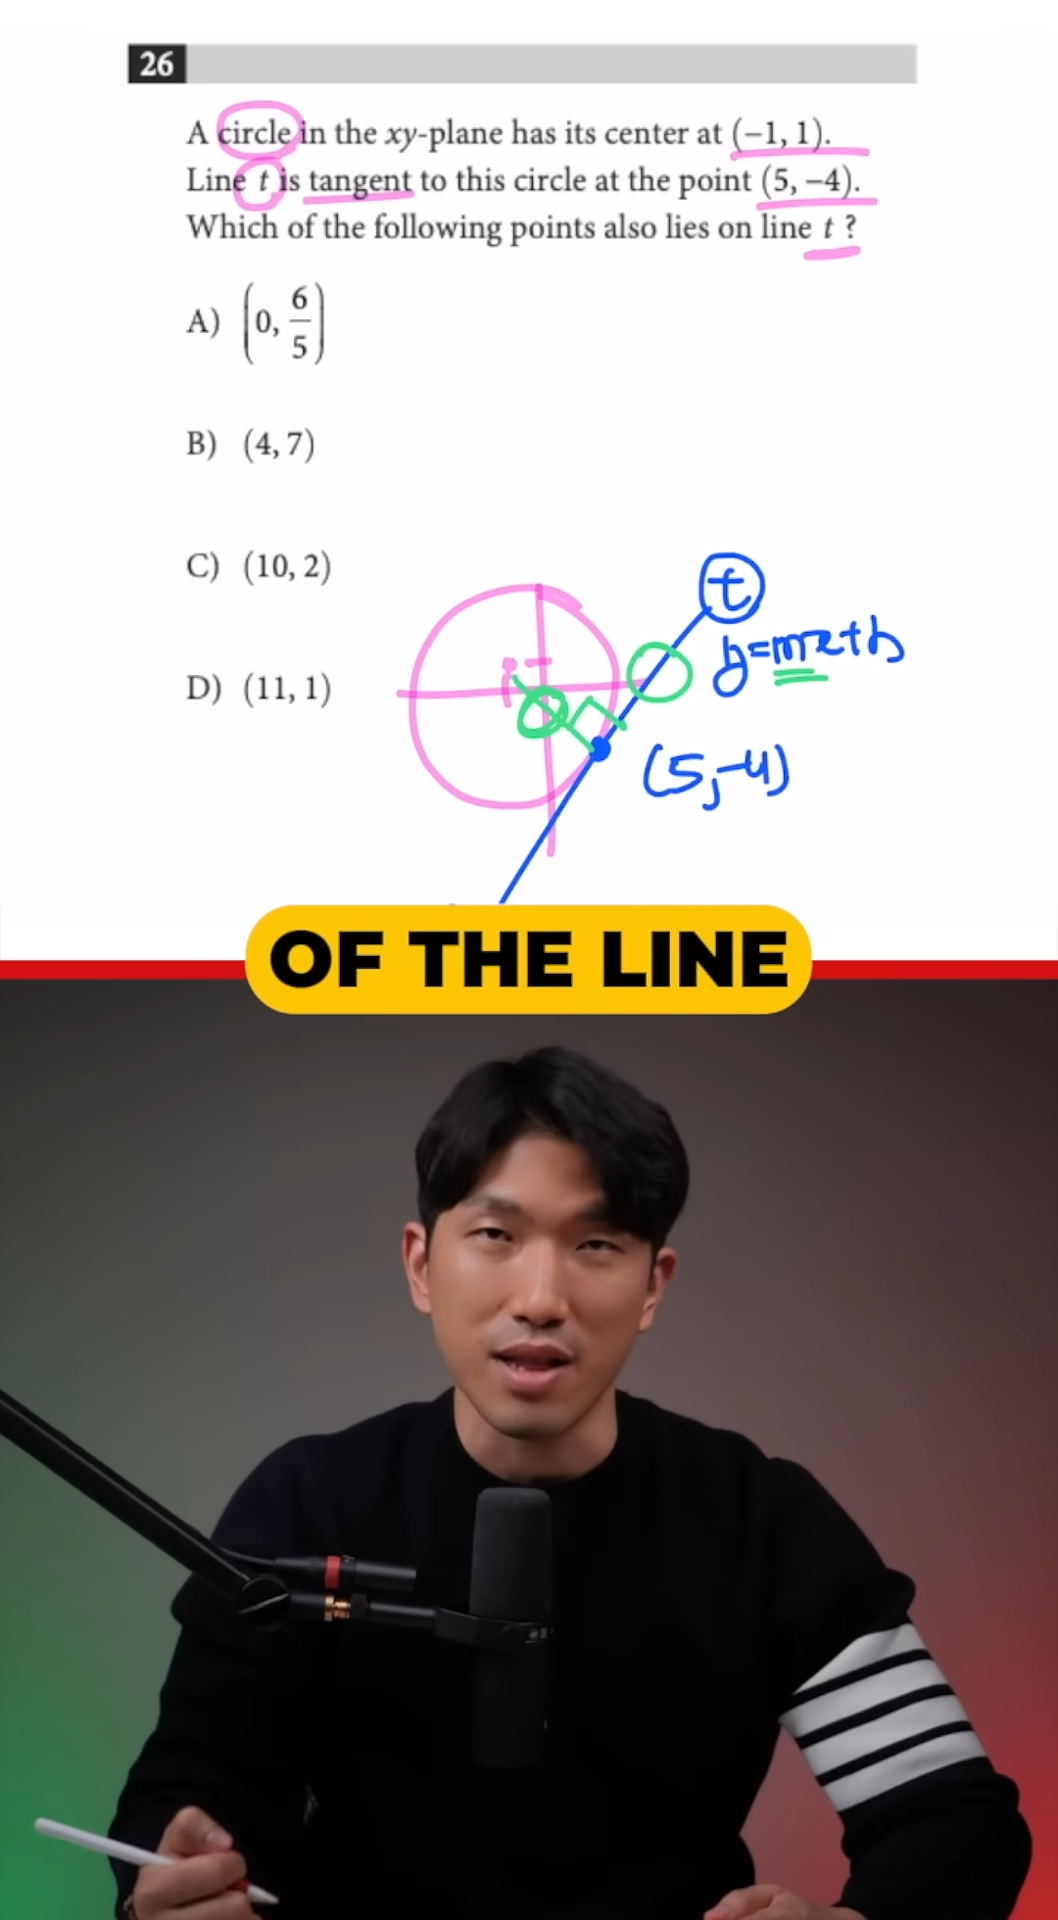 26
A circle in the xy-plane has its center at (−1, 1).
Line t is tangent to this circle at the point (5, −4).
Which of the following points also lies on line t ?
A) (0, 6/5)
B) (4, 7)
C) (10, 2)
D) (11, 1)
t
y=mx+b
(5,-4)
OF THE LINE